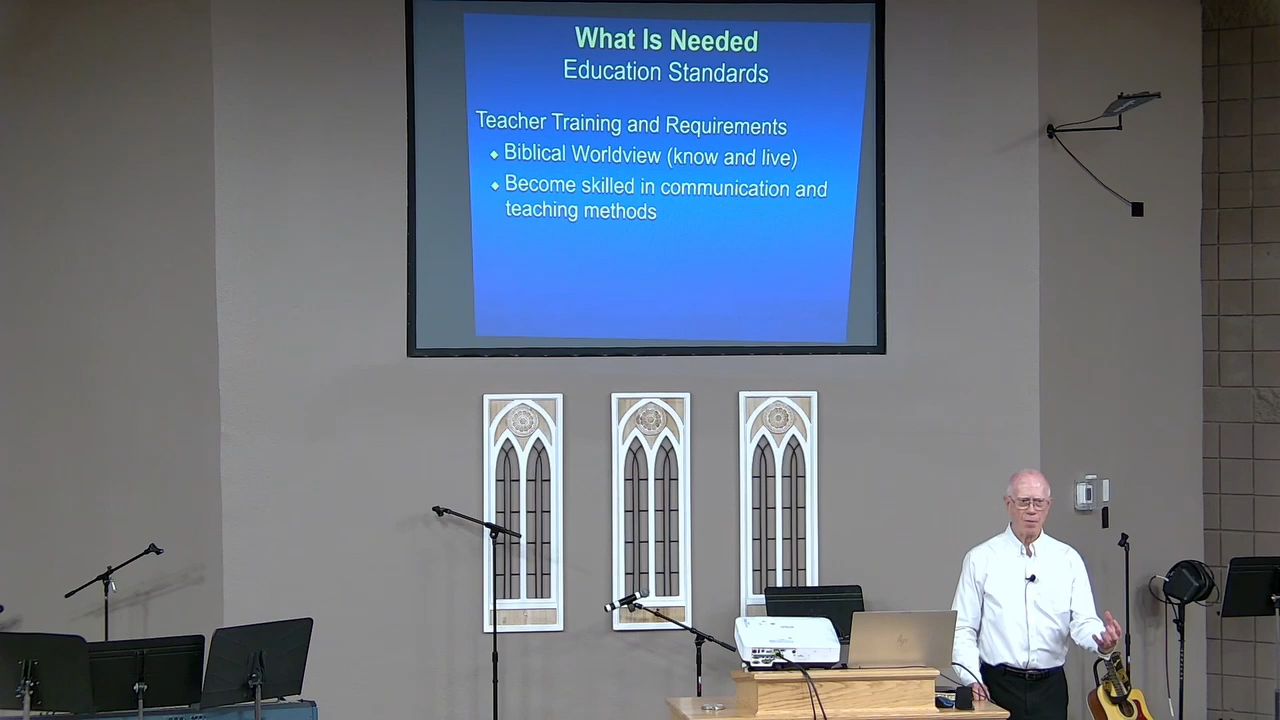 What Is Needed
Education Standards
Teacher Training and Requirements
Biblical Worldview (know and live)
Become skilled in communication and
teaching methods